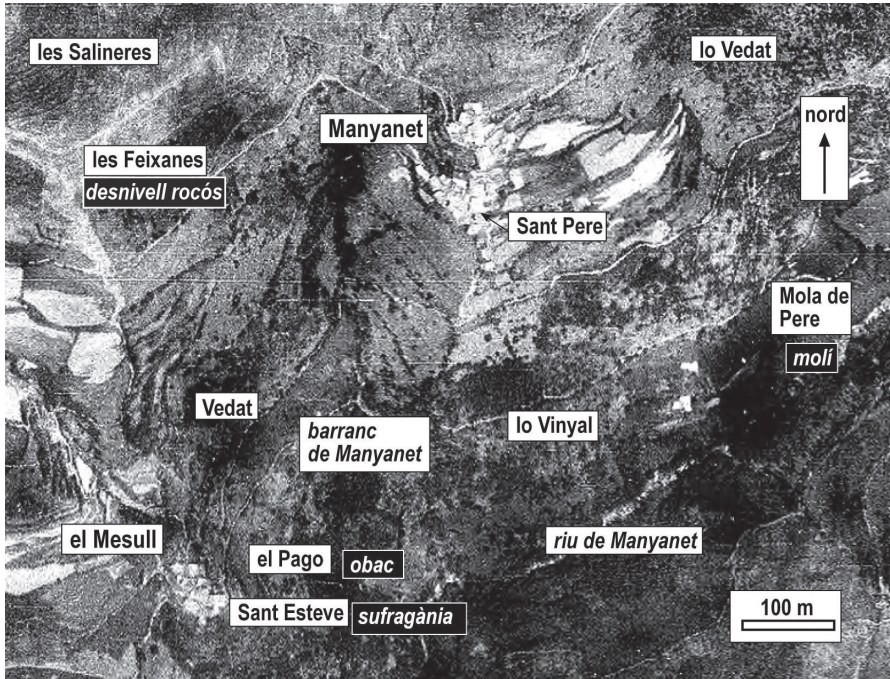 les Salineres
lo Vedat
nord
Manyanet
les Feixanes
desnivell rocós
Sant Pere
Mola de
Pere
molí
Vedat
barranc
de Manyanet
lo Vinyal
el Mesull
riu de Manyanet
el Pago
obac
Sant Esteve
sufragània
100 m